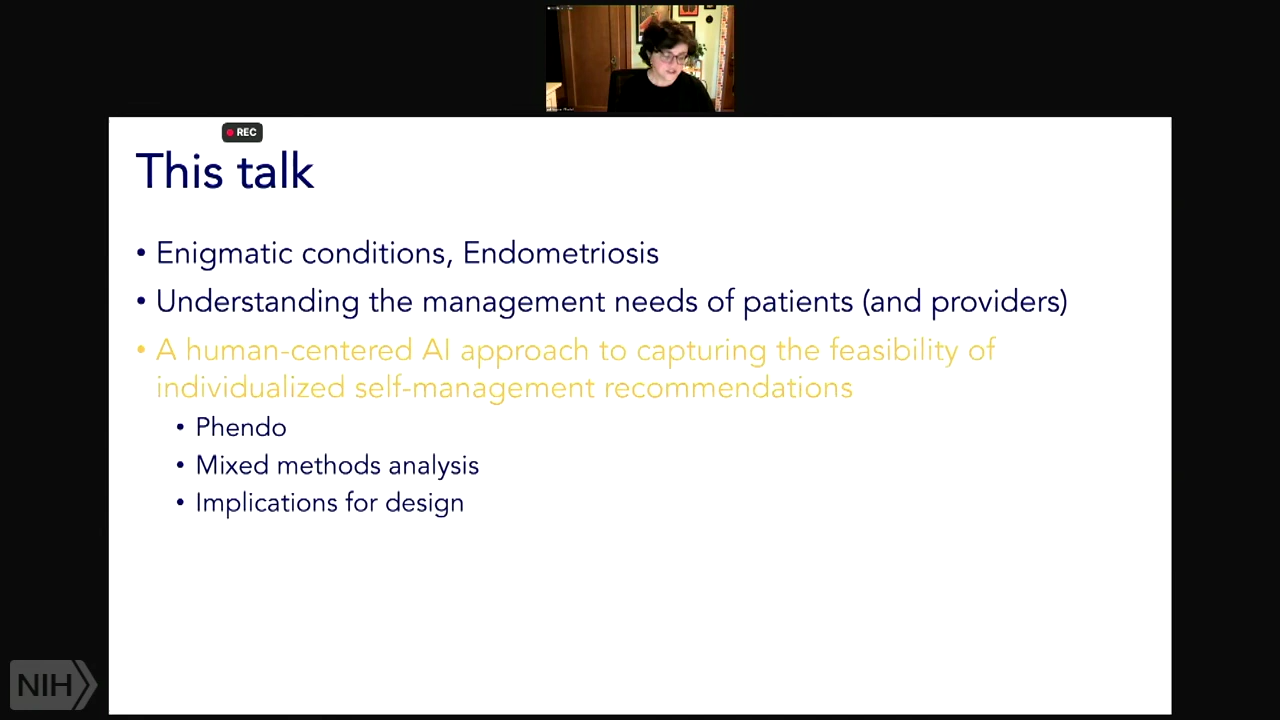 REC
This talk
• Enigmatic conditions, Endometriosis
• Understanding the management needs of patients (and providers)
• A human-centered AI approach to capturing the feasibility of
individualized self-management recommendations
• Phendo
• Mixed methods analysis
• Implications for design
NIH